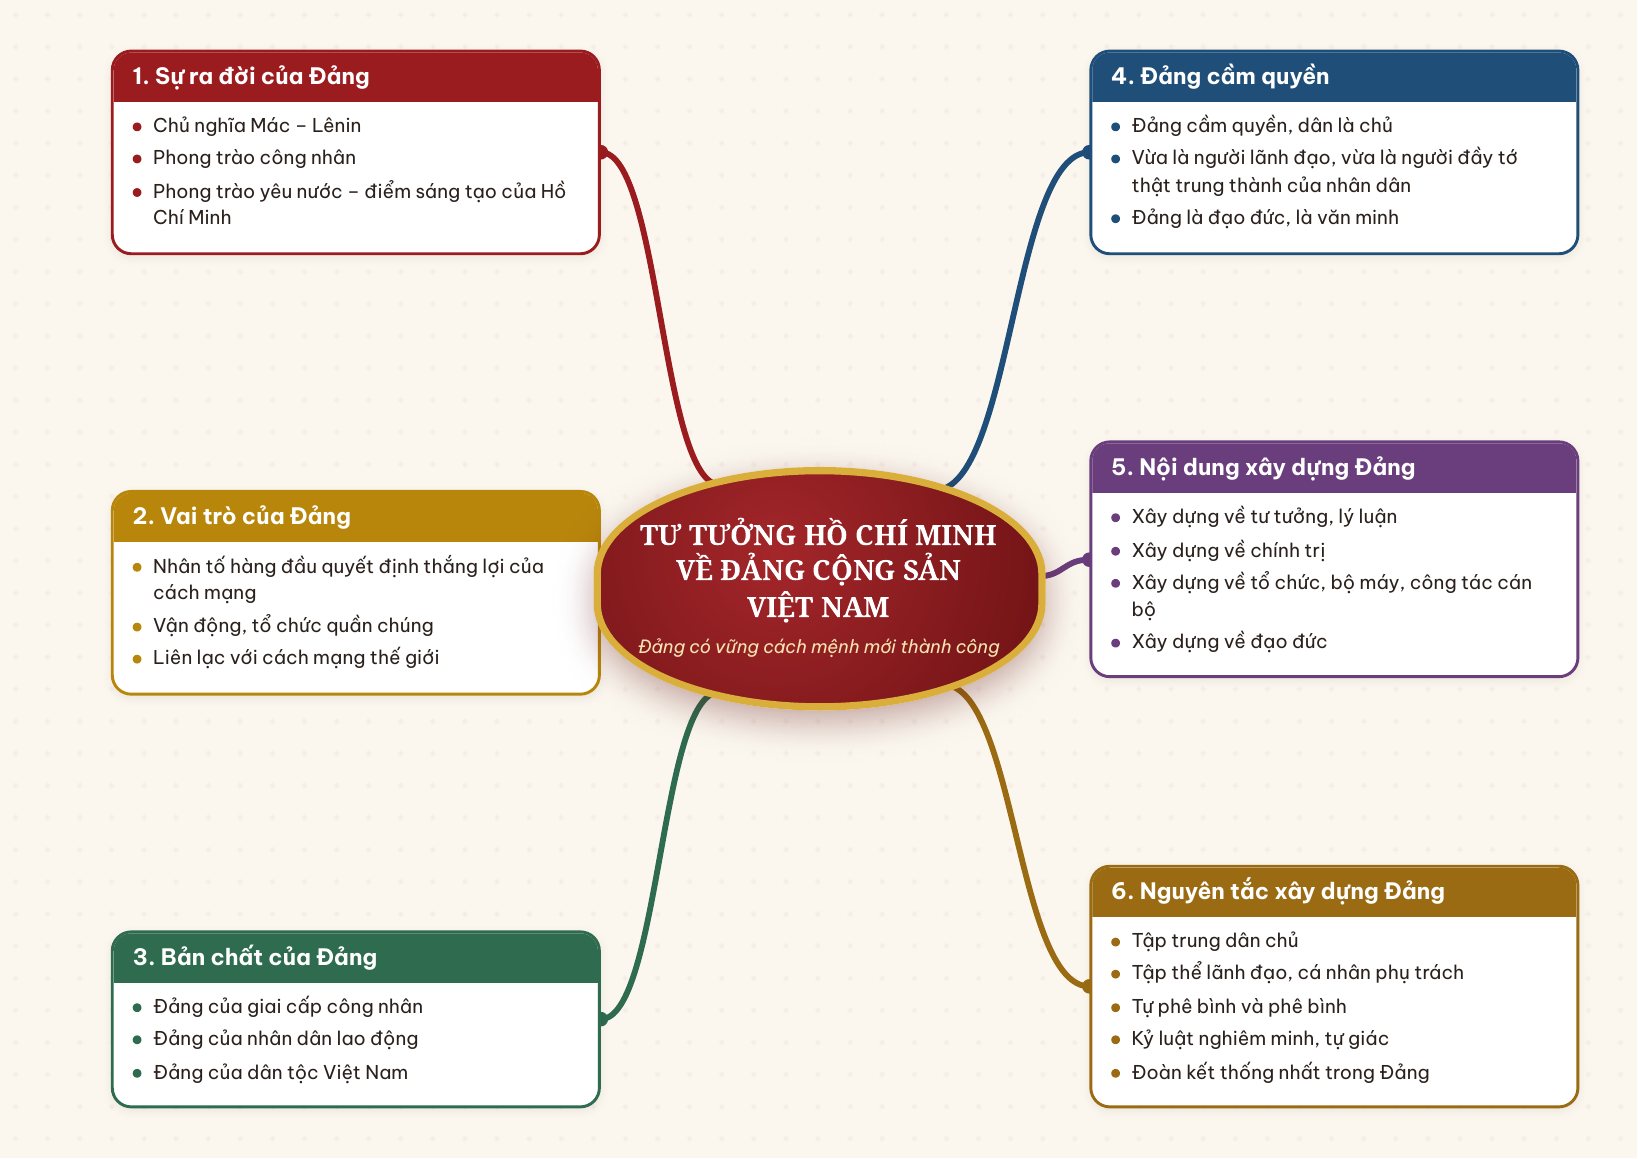 1. Sự ra đời của Đảng
Chủ nghĩa Mác – Lênin
Phong trào công nhân
Phong trào yêu nước – điểm sáng tạo của Hồ
Chí Minh
2. Vai trò của Đảng
Nhân tố hàng đầu quyết định thắng lợi của
cách mạng
Vận động, tổ chức quần chúng
Liên lạc với cách mạng thế giới
3. Bản chất của Đảng
Đảng của giai cấp công nhân
Đảng của nhân dân lao động
Đảng của dân tộc Việt Nam
TƯ TƯỞNG HỒ CHÍ MINH
VỀ ĐẢNG CỘNG SẢN
VIỆT NAM
Đảng có vững cách mệnh mới thành công
4. Đảng cầm quyền
Đảng cầm quyền, dân là chủ
Vừa là người lãnh đạo, vừa là người đầy tớ
thật trung thành của nhân dân
Đảng là đạo đức, là văn minh
5. Nội dung xây dựng Đảng
Xây dựng về tư tưởng, lý luận
Xây dựng về chính trị
Xây dựng về tổ chức, bộ máy, công tác cán
bộ
Xây dựng về đạo đức
6. Nguyên tắc xây dựng Đảng
Tập trung dân chủ
Tập thể lãnh đạo, cá nhân phụ trách
Tự phê bình và phê bình
Kỷ luật nghiêm minh, tự giác
Đoàn kết thống nhất trong Đảng